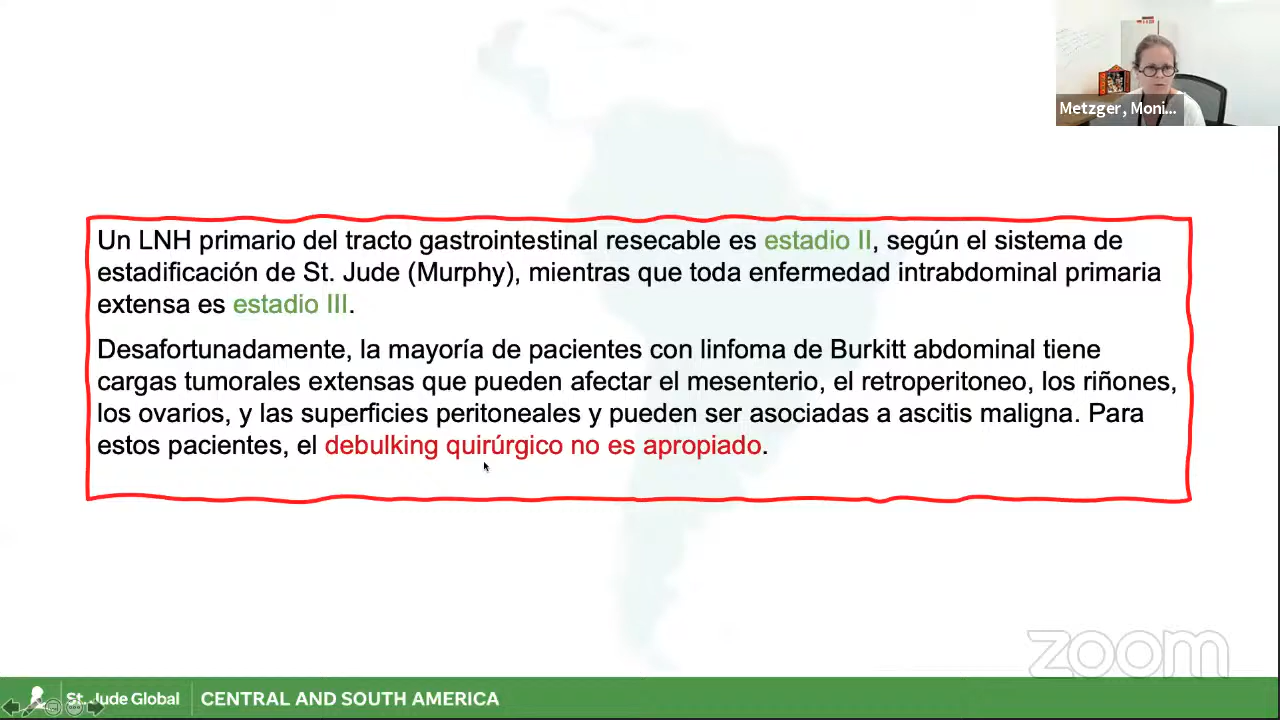 Metzger, Moni...
Un LNH primario del tracto gastrointestinal resecable es estadio II, según el sistema de
estadificación de St. Jude (Murphy), mientras que toda enfermedad intrabdominal primaria
extensa es estadio III.
Desafortunadamente, la mayoría de pacientes con linfoma de Burkitt abdominal tiene
cargas tumorales extensas que pueden afectar el mesenterio, el retroperitoneo, los riñones,
los ovarios, y las superficies peritoneales y pueden ser asociadas a ascitis maligna. Para
estos pacientes, el debulking quirúrgico no es apropiado.
zoom
St. Jude Global CENTRAL AND SOUTH AMERICA